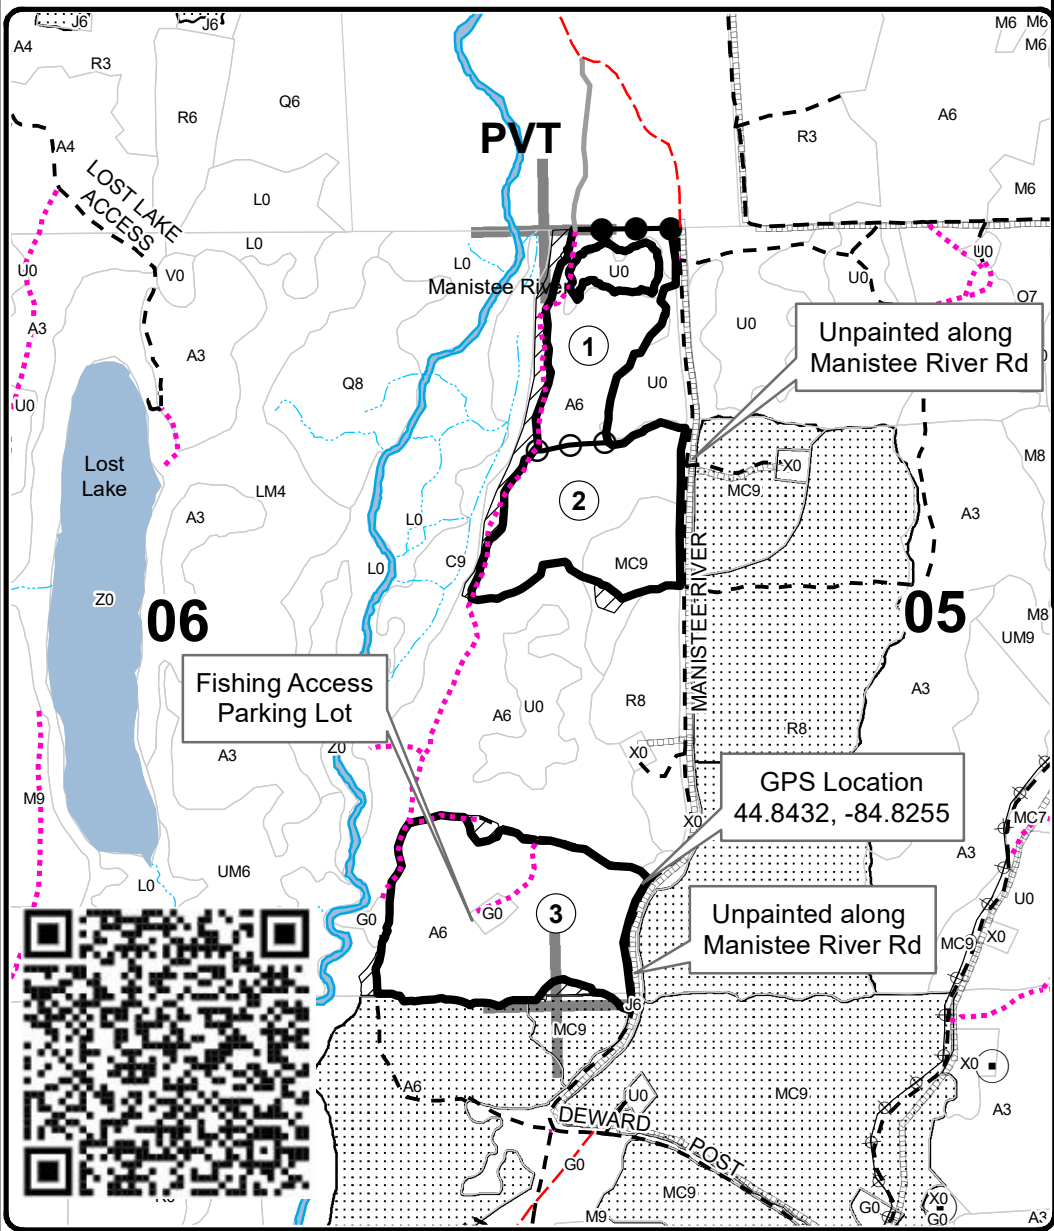 J6
J6
M6
M6
A4
M6
R3
Q6
R6
A6
PVT
R3
A4
LOST LAKE
ACCESS
M6
L0
L0
L0
U0
V0
U0
U0
U0
Manistee River
O7
U0
A3
Unpainted along
Manistee River Rd
1
A3
Q8
U0
A6
U0
Lost
Lake
M8
X0
LM4
MC9
2
A3
L0
A3
MANISTEE RIVER
C9
MC9
L0
Z0
06
05
M8
UM9
Fishing Access
Parking Lot
A3
R8
U0
A6
R8
Z0
X0
A3
GPS Location
44.8432, -84.8255
M9
X0
MC7
A3
UM6
L0
U0
G0
G0
3
Unpainted along
Manistee River Rd
A6
X0
MC9
J6
MC9
X0
A6
U0
MC9
A3
DEWARD
POST
G0
MC9
X0
G0
G0
M9
A3